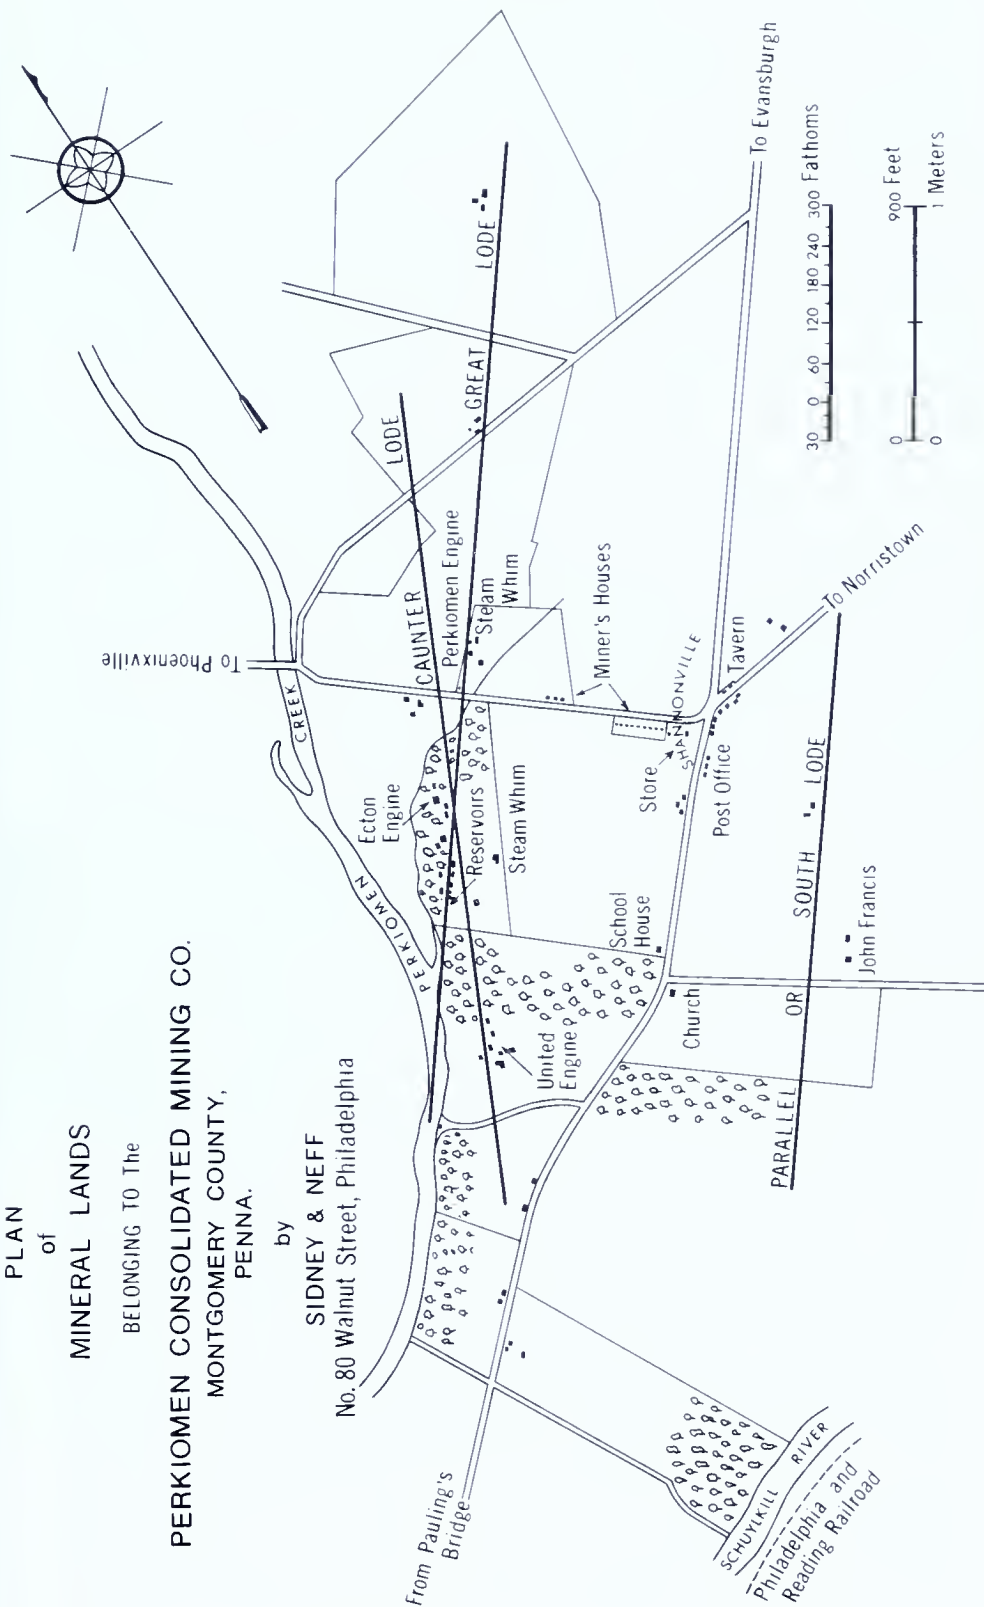 PLAN
of
MINERAL LANDS
BELONGING TO The
PERKIOMEN CONSOLIDATED MINING CO.
MONTGOMERY COUNTY,
PENNA.
by
SIDNEY & NEFF
No. 80 Walnut Street, Philadelphia
To Phoenixville
PERKIOMEN CREEK
CAUNTER LODE
GREAT LODE
Perkiomen Engine
Steam
Whim
Ecton
Engine
Reservoirs
Steam Whim
Miner's Houses
SHANNONVILLE
Store
Tavern
Post Office
School
House
Church
United
Engine
To Evansburgh
To Norristown
PARALLEL OR SOUTH LODE
John Francis
From Pauling's
Bridge
SCHUYLKILL RIVER
Philadelphia and
Reading Railroad
30 0 60 120 180 240 300 Fathoms
0 900 Feet
0 1 Meters